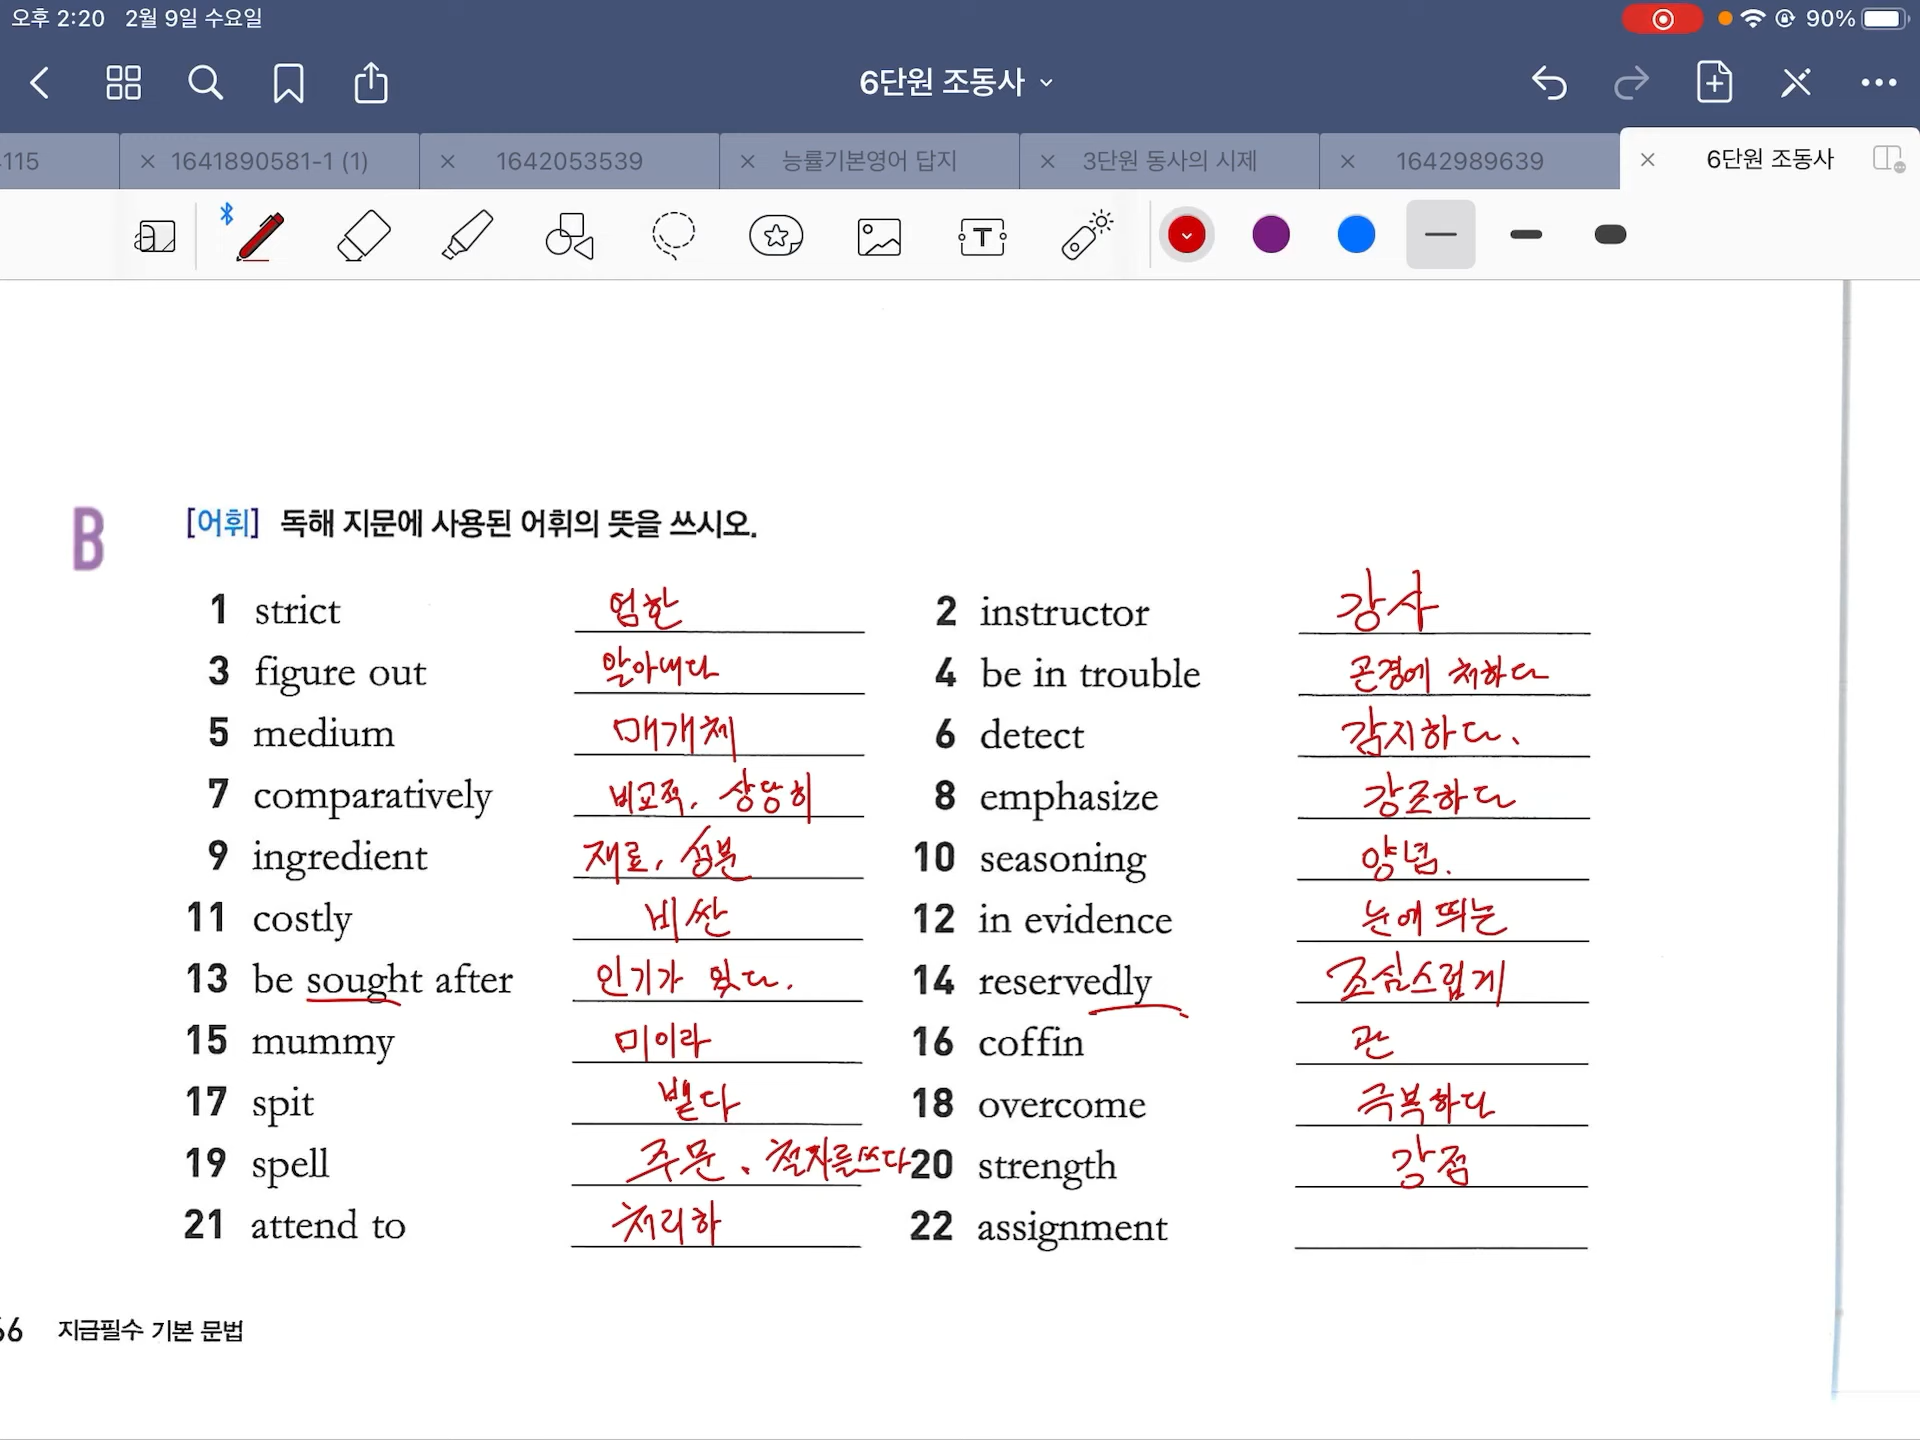 오후 2:20 2월 9일 수요일 90%
6단원 조동사
115 1641890581-1 (1) 1642053539 능률기본영어 답지 3단원 동사의 시제 1642989639 6단원 조동사
B [어휘] 독해 지문에 사용된 어휘의 뜻을 쓰시오.
1 strict 엄한 2 instructor 강사
3 figure out 알아내다 4 be in trouble 곤경에 처하다
5 medium 매개체 6 detect 감지하다.
7 comparatively 비교적, 상당히 8 emphasize 강조하다
9 ingredient 재료, 성분 10 seasoning 양념.
11 costly 비싼 12 in evidence 눈에 띄는
13 be sought after 인기가 있다. 14 reservedly 조심스럽게
15 mummy 미이라 16 coffin 관
17 spit 뱉다 18 overcome 극복하다
19 spell 주문, 철자를쓰다 20 strength 강점
21 attend to 처리하 22 assignment
66 지금필수 기본 문법